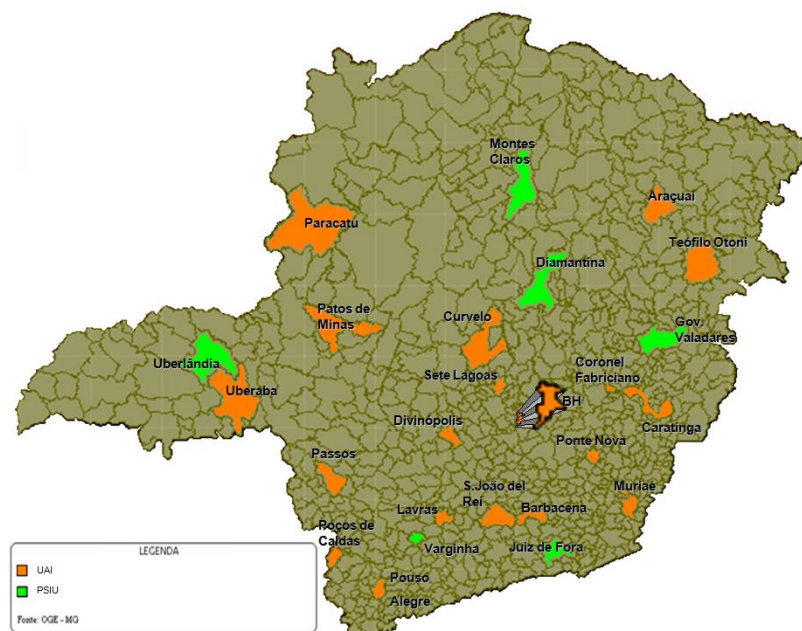 Montes
Claros
Araçuai
Paracatu
Teófilo Otoni
Diamantina
Patos de
Minas
Curvelo
Gov.
Valadares
Uberlândia
Coronel
Fabriciano
Sete Lagoas
Uberaba
BH
Divinópolis
Caratinga
Ponte Nova
Passos
S.João del
Rei
Muriaé
Lavras
Barbacena
Poços de
Caldas
Varginha
Juiz de Fora
Pouso
Alegre
LEGENDA
UAI
PSIU
Fonte: OGE - MG